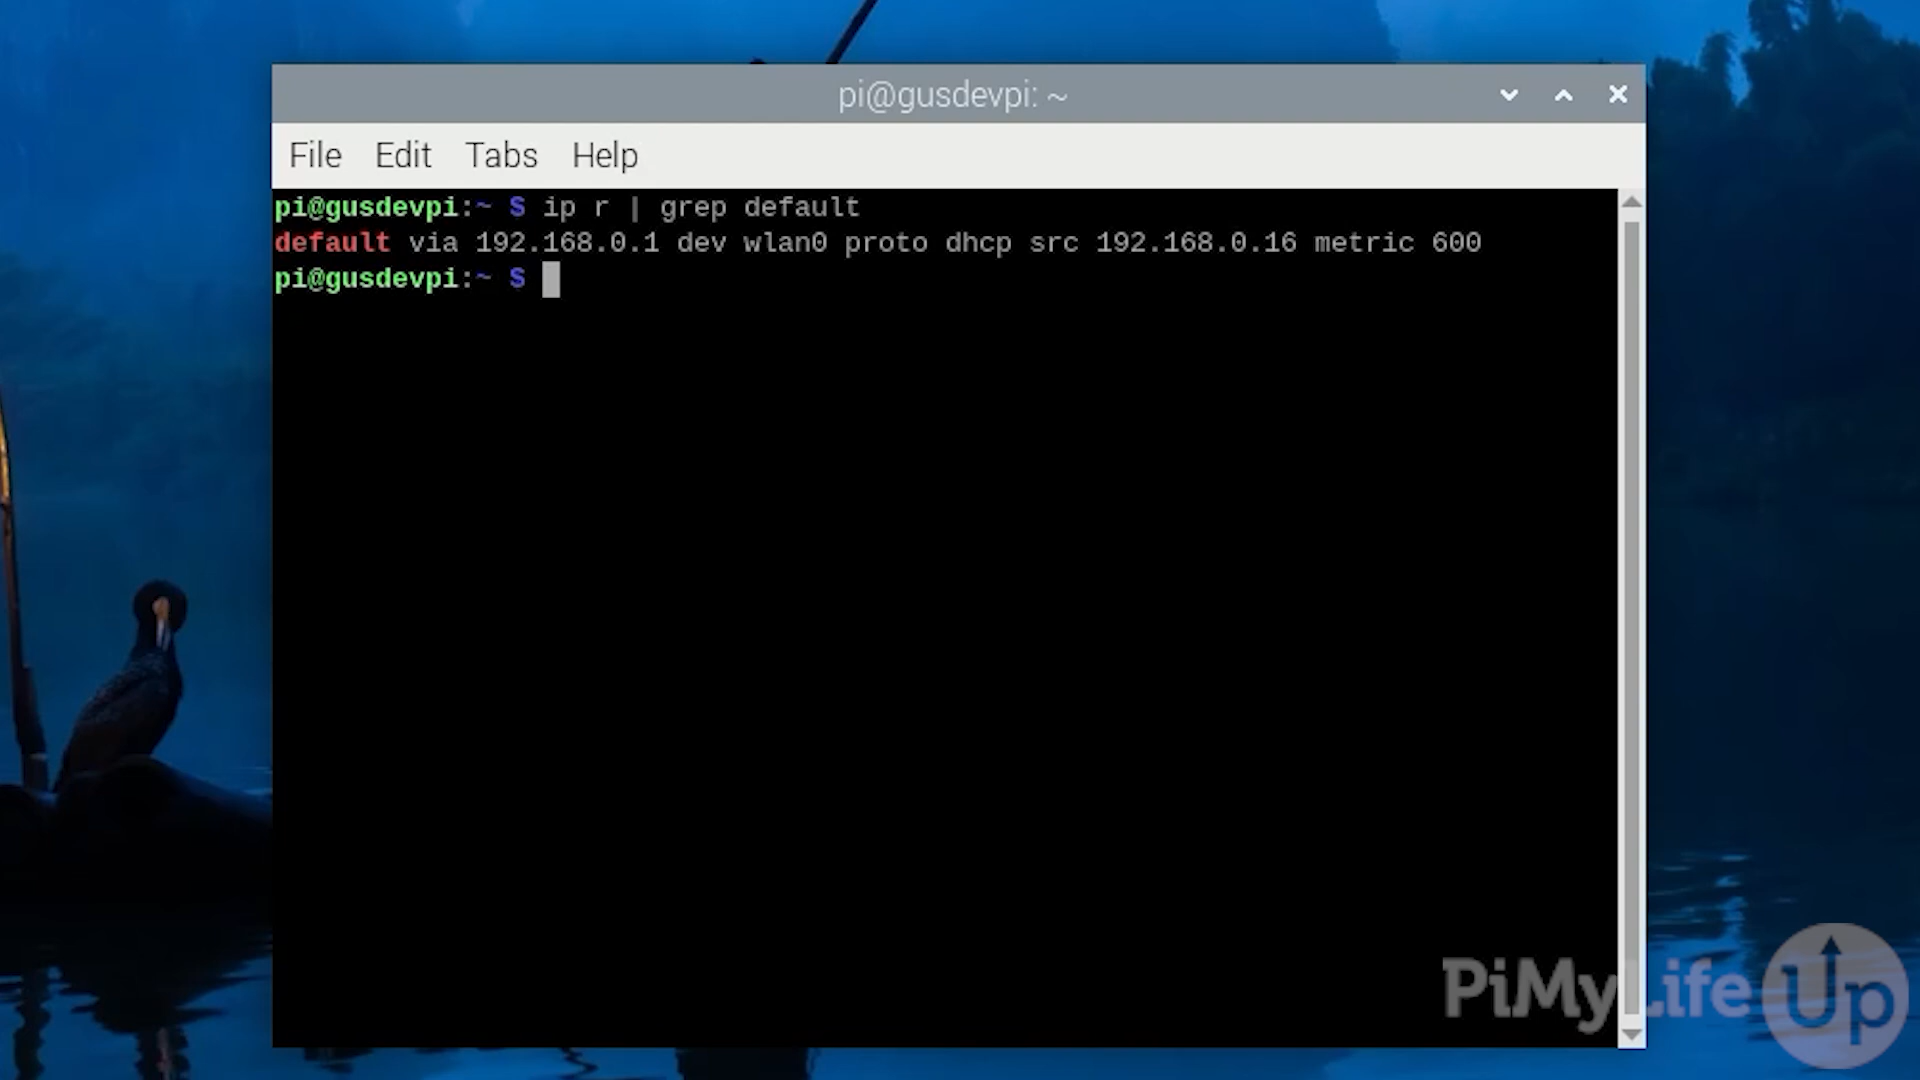 pi@gusdevpi: ~
File Edit Tabs Help
pi@gusdevpi:~ $ ip r | grep default
default via 192.168.0.1 dev wlan0 proto dhcp src 192.168.0.16 metric 600
pi@gusdevpi:~ $
PiMyLifeUp